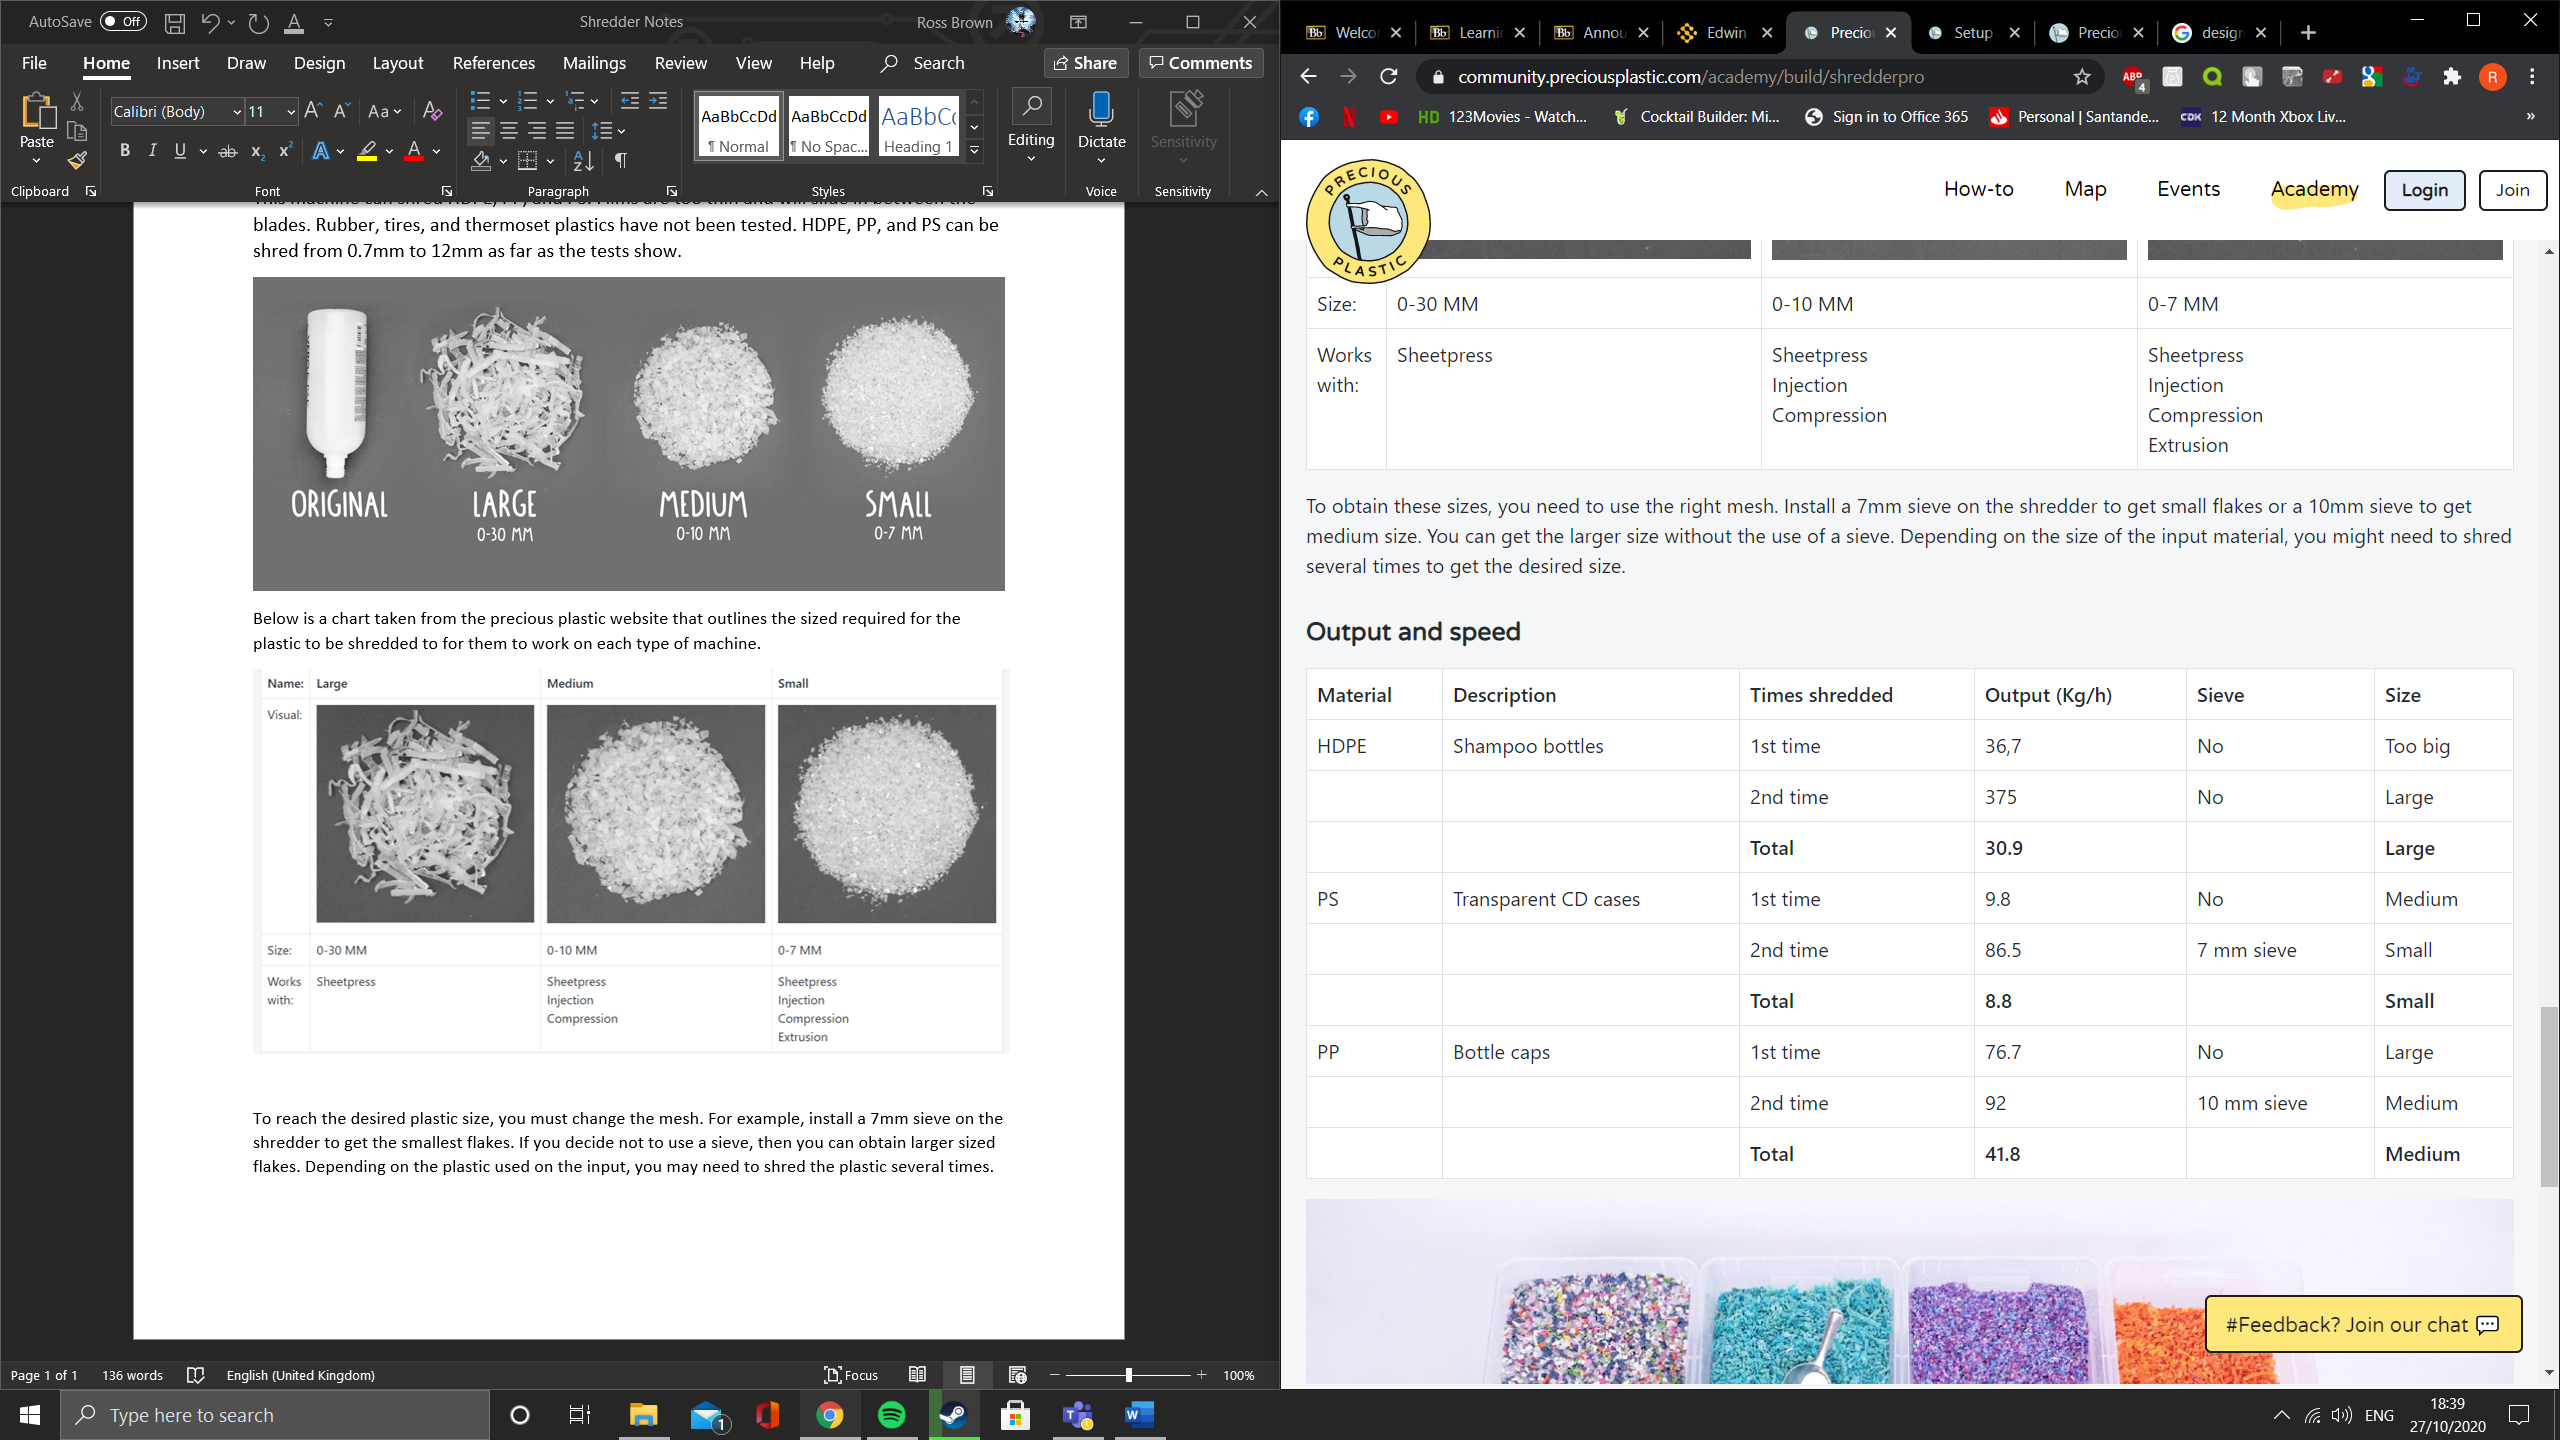 AutoSave Off Shredder Notes Ross Brown
File Home Insert Draw Design Layout References Mailings Review View Help Search Share Comments
Paste
Calibri (Body) 11
AaBbCcDd AaBbCcDd AaBbC
¶ Normal ¶ No Spac... Heading 1
Editing Dictate Sensitivity
Clipboard Font Paragraph Styles Voice Sensitivity
blades. Rubber, tires, and thermoset plastics have not been tested. HDPE, PP, and PS can be
shred from 0.7mm to 12mm as far as the tests show.
ORIGINAL LARGE MEDIUM SMALL
0-30 MM 0-10 MM 0-7 MM
Below is a chart taken from the precious plastic website that outlines the sized required for the
plastic to be shredded to for them to work on each type of machine.
Name: Large Medium Small
Visual:
Size: 0-30 MM 0-10 MM 0-7 MM
Works with: Sheetpress Sheetpress Sheetpress
Injection Injection
Compression Compression
Extrusion
To reach the desired plastic size, you must change the mesh. For example, install a 7mm sieve on the
shredder to get the smallest flakes. If you decide not to use a sieve, then you can obtain larger sized
flakes. Depending on the plastic used on the input, you may need to shred the plastic several times.
Page 1 of 1 136 words English (United Kingdom) Focus 100%
Welco Learni Annou Edwin Precio Setup Precio design
community.preciousplastic.com/academy/build/shredderpro
123Movies - Watch... Cocktail Builder: Mi... Sign in to Office 365 Personal | Santande... 12 Month Xbox Liv...
PRECIOUS PLASTIC
How-to Map Events Academy Login Join
Size: 0-30 MM 0-10 MM 0-7 MM
Works with: Sheetpress Sheetpress Sheetpress
Injection Injection
Compression Compression
Extrusion
To obtain these sizes, you need to use the right mesh. Install a 7mm sieve on the shredder to get small flakes or a 10mm sieve to get
medium size. You can get the larger size without the use of a sieve. Depending on the size of the input material, you might need to shred
several times to get the desired size.
Output and speed
Material Description Times shredded Output (Kg/h) Sieve Size
HDPE Shampoo bottles 1st time 36,7 No Too big
2nd time 375 No Large
Total 30.9 Large
PS Transparent CD cases 1st time 9.8 No Medium
2nd time 86.5 7 mm sieve Small
Total 8.8 Small
PP Bottle caps 1st time 76.7 No Large
2nd time 92 10 mm sieve Medium
Total 41.8 Medium
#Feedback? Join our chat
Type here to search
ENG
18:39
27/10/2020